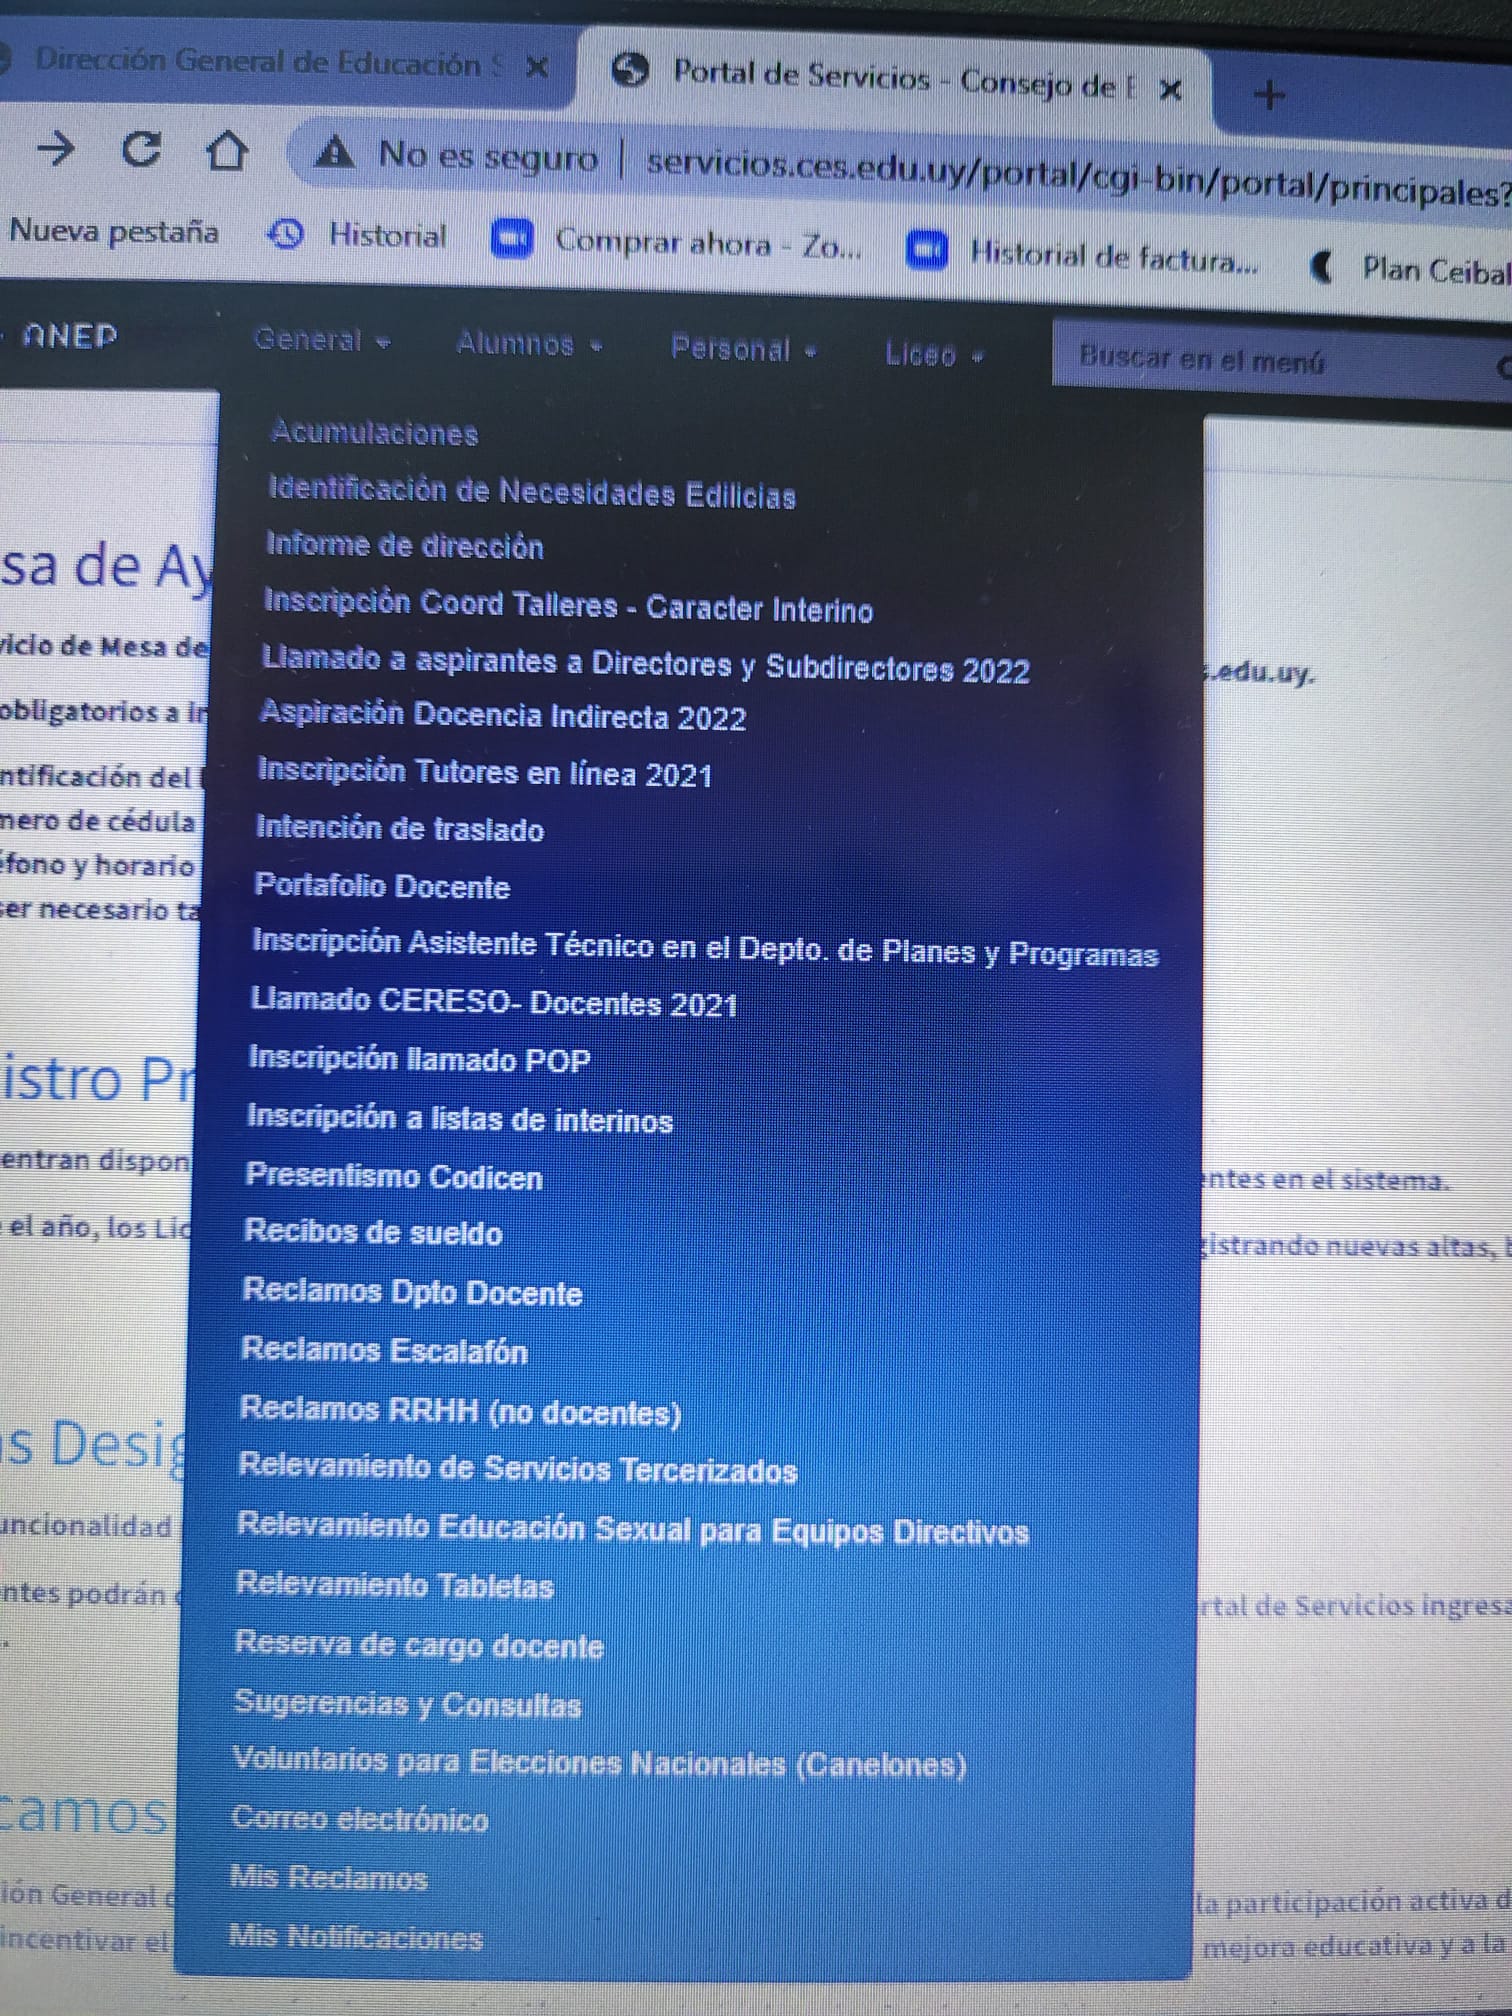 Dirección General de Educación S
Portal de Servicios - Consejo de E
No es seguro | servicios.ces.edu.uy/portal/cgi-bin/portal/principales?
Nueva pestaña Historial Comprar ahora - Zo... Historial de factura... Plan Ceibal
ANEP General Alumnos Personal Liceo Buscar en el menú
Acumulaciones
Identificación de Necesidades Edilicias
Informe de dirección
Inscripción Coord Talleres - Caracter Interino
Llamado a aspirantes a Directores y Subdirectores 2022
Aspiración Docencia Indirecta 2022
Inscripción Tutores en línea 2021
Intención de traslado
Portafolio Docente
Inscripción Asistente Técnico en el Depto. de Planes y Programas
Llamado CERESO- Docentes 2021
Inscripción llamado POP
Inscripción a listas de interinos
Presentismo Codicen
Recibos de sueldo
Reclamos Dpto Docente
Reclamos Escalafón
Reclamos RRHH (no docentes)
Relevamiento de Servicios Tercerizados
Relevamiento Educación Sexual para Equipos Directivos
Relevamiento Tabletas
Reserva de cargo docente
Sugerencias y Consultas
Voluntarios para Elecciones Nacionales (Canelones)
Correo electrónico
Mis Reclamos
Mis Notificaciones
sa de Ay
vicio de Mesa de
obligatorios a in
ntificación del
mero de cédula
éfono y horario
ser necesario ta
istro Pr
entran dispon
el año, los Lic
s Desig
uncionalidad
ntes podrán
camos
ión General
incentivar el
s.edu.uy.
entes en el sistema.
gistrando nuevas altas, b
rtal de Servicios ingresa
la participación activa d
mejora educativa y a la